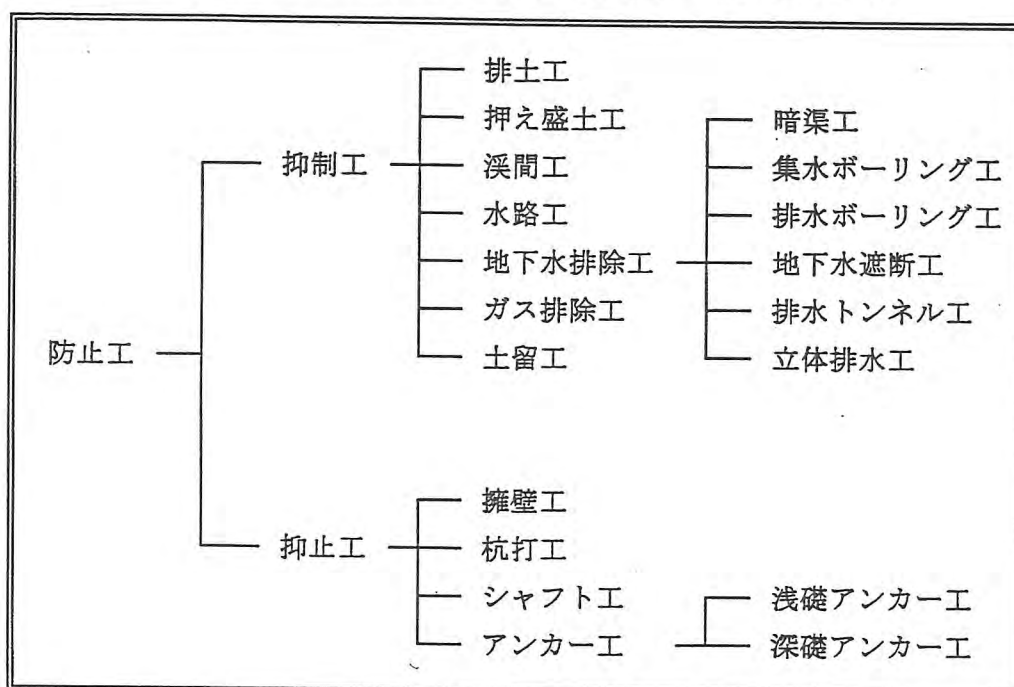 防止工
抑制工
排土工
押え盛土工
渓間工
水路工
地下水排除工
暗渠工
集水ボーリング工
排水ボーリング工
地下水遮断工
排水トンネル工
立体排水工
ガス排除工
土留工
抑止工
擁壁工
杭打工
シャフト工
アンカー工
浅礎アンカー工
深礎アンカー工